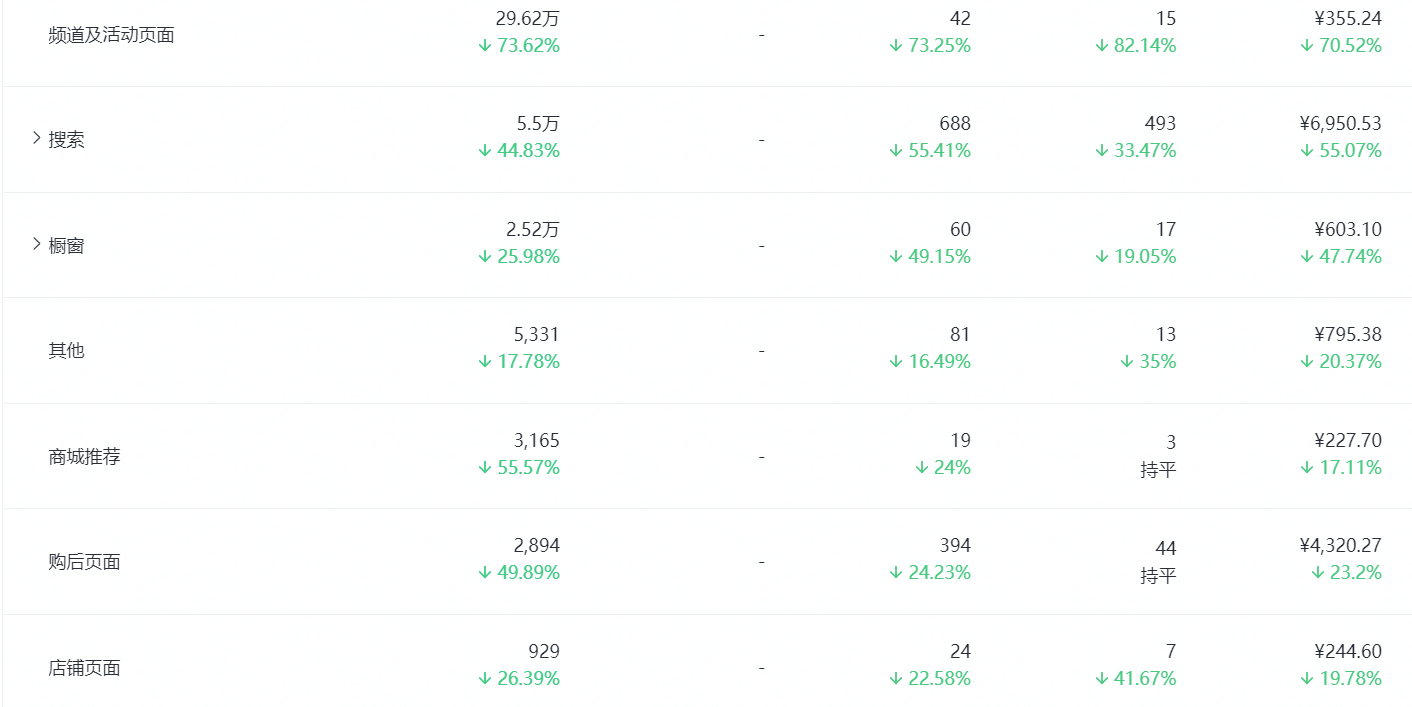 频道及活动页面 29.62万 - 42 15 ¥355.24
↓ 73.62% ↓ 73.25% ↓ 82.14% ↓ 70.52%
搜索 5.5万 - 688 493 ¥6,950.53
↓ 44.83% ↓ 55.41% ↓ 33.47% ↓ 55.07%
橱窗 2.52万 - 60 17 ¥603.10
↓ 25.98% ↓ 49.15% ↓ 19.05% ↓ 47.74%
其他 5,331 - 81 13 ¥795.38
↓ 17.78% ↓ 16.49% ↓ 35% ↓ 20.37%
商城推荐 3,165 - 19 3 ¥227.70
↓ 55.57% ↓ 24% 持平 ↓ 17.11%
购后页面 2,894 - 394 44 ¥4,320.27
↓ 49.89% ↓ 24.23% 持平 ↓ 23.2%
店铺页面 929 - 24 7 ¥244.60
↓ 26.39% ↓ 22.58% ↓ 41.67% ↓ 19.78%